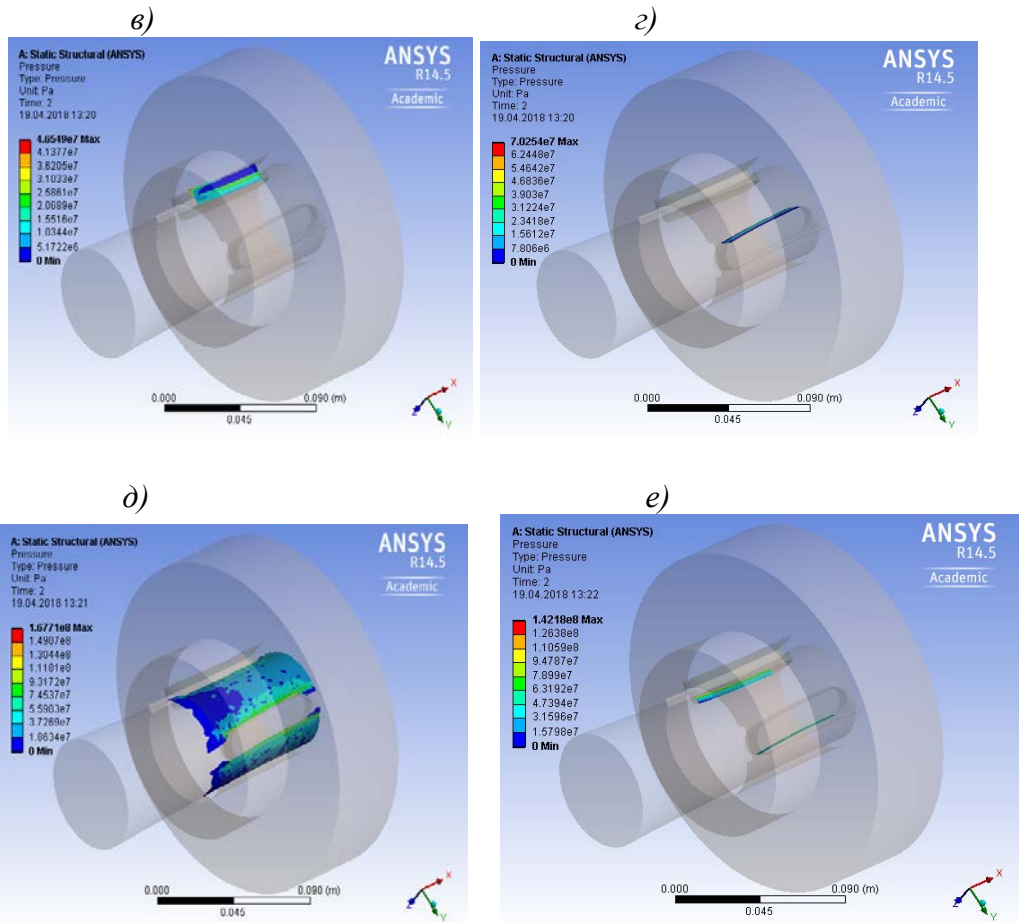 в)
A: Static Structural (ANSYS)
Pressure
Type: Pressure
Unit: Pa
Time: 2
19.04.2018 13:20
4.6549e7 Max
4.1377e7
3.6205e7
3.1033e7
2.5861e7
2.0689e7
1.5516e7
1.0344e7
5.1722e6
0 Min
ANSYS
R14.5
Academic
0.000
0.090 (m)
0.045
X
Y
Z
г)
A: Static Structural (ANSYS)
Pressure
Type: Pressure
Unit: Pa
Time: 2
19.04.2018 13:20
7.0254e7 Max
6.2448e7
5.4642e7
4.6836e7
3.903e7
3.1224e7
2.3418e7
1.5612e7
7.806e6
0 Min
ANSYS
R14.5
Academic
0.000
0.090 (m)
0.045
X
Y
Z
д)
A: Static Structural (ANSYS)
Pressure
Type: Pressure
Unit: Pa
Time: 2
19.04.2018 13:21
1.6771e8 Max
1.4907e8
1.3044e8
1.1181e8
9.3172e7
7.4537e7
5.5903e7
3.7269e7
1.8634e7
0 Min
ANSYS
R14.5
Academic
0.000
0.090 (m)
0.045
X
Y
Z
е)
A: Static Structural (ANSYS)
Pressure
Type: Pressure
Unit: Pa
Time: 2
19.04.2018 13:22
1.4218e8 Max
1.2638e8
1.1059e8
9.4787e7
7.899e7
6.3192e7
4.7394e7
3.1596e7
1.5798e7
0 Min
ANSYS
R14.5
Academic
0.000
0.090 (m)
0.045
X
Y
Z